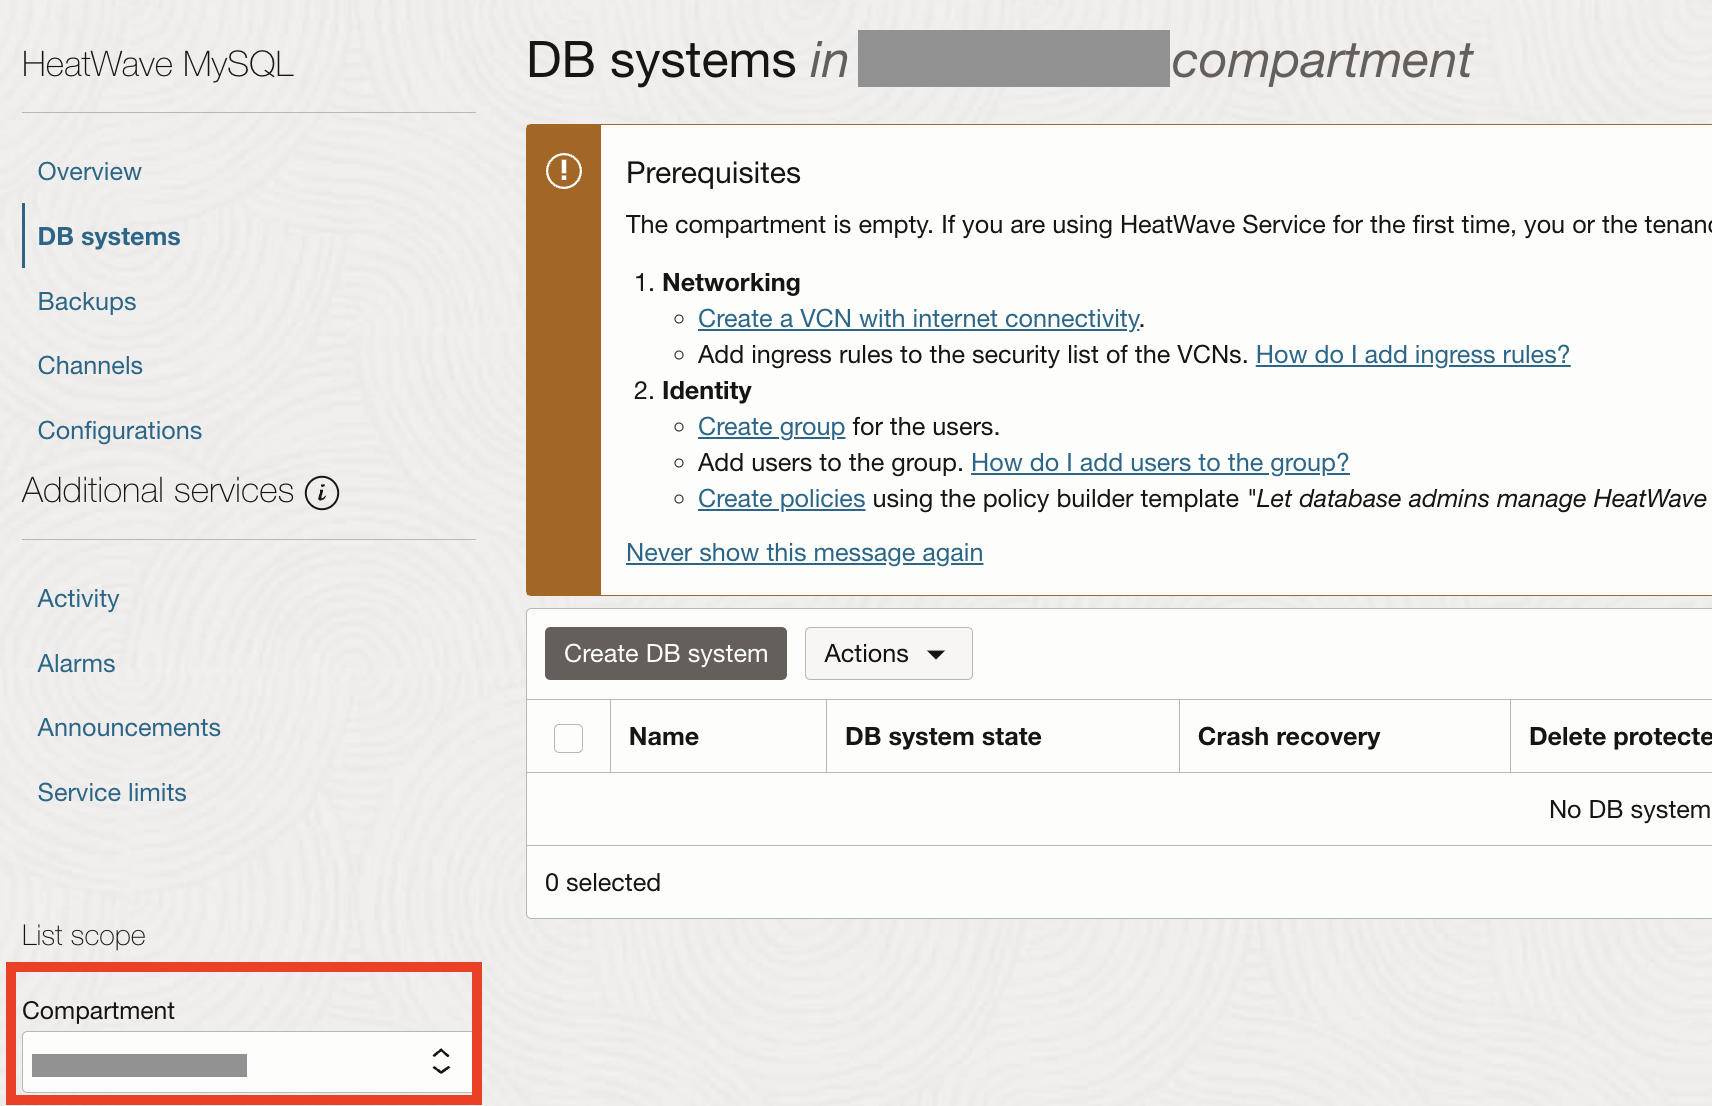 HeatWave MySQL
Overview
DB systems
Backups
Channels
Configurations
Additional services
Activity
Alarms
Announcements
Service limits
List scope
Compartment
DB systems in compartment
Prerequisites
The compartment is empty. If you are using HeatWave Service for the first time, you or the
1. Networking
Create a VCN with internet connectivity.
Add ingress rules to the security list of the VCNs. How do I add ingress rules?
2. Identity
Create group for the users.
Add users to the group. How do I add users to the group?
Create policies using the policy builder template "Let database admins manage HeatWave
Never show this message again
Create DB system
Actions
Name DB system state Crash recovery Delete
No DB system
0 selected